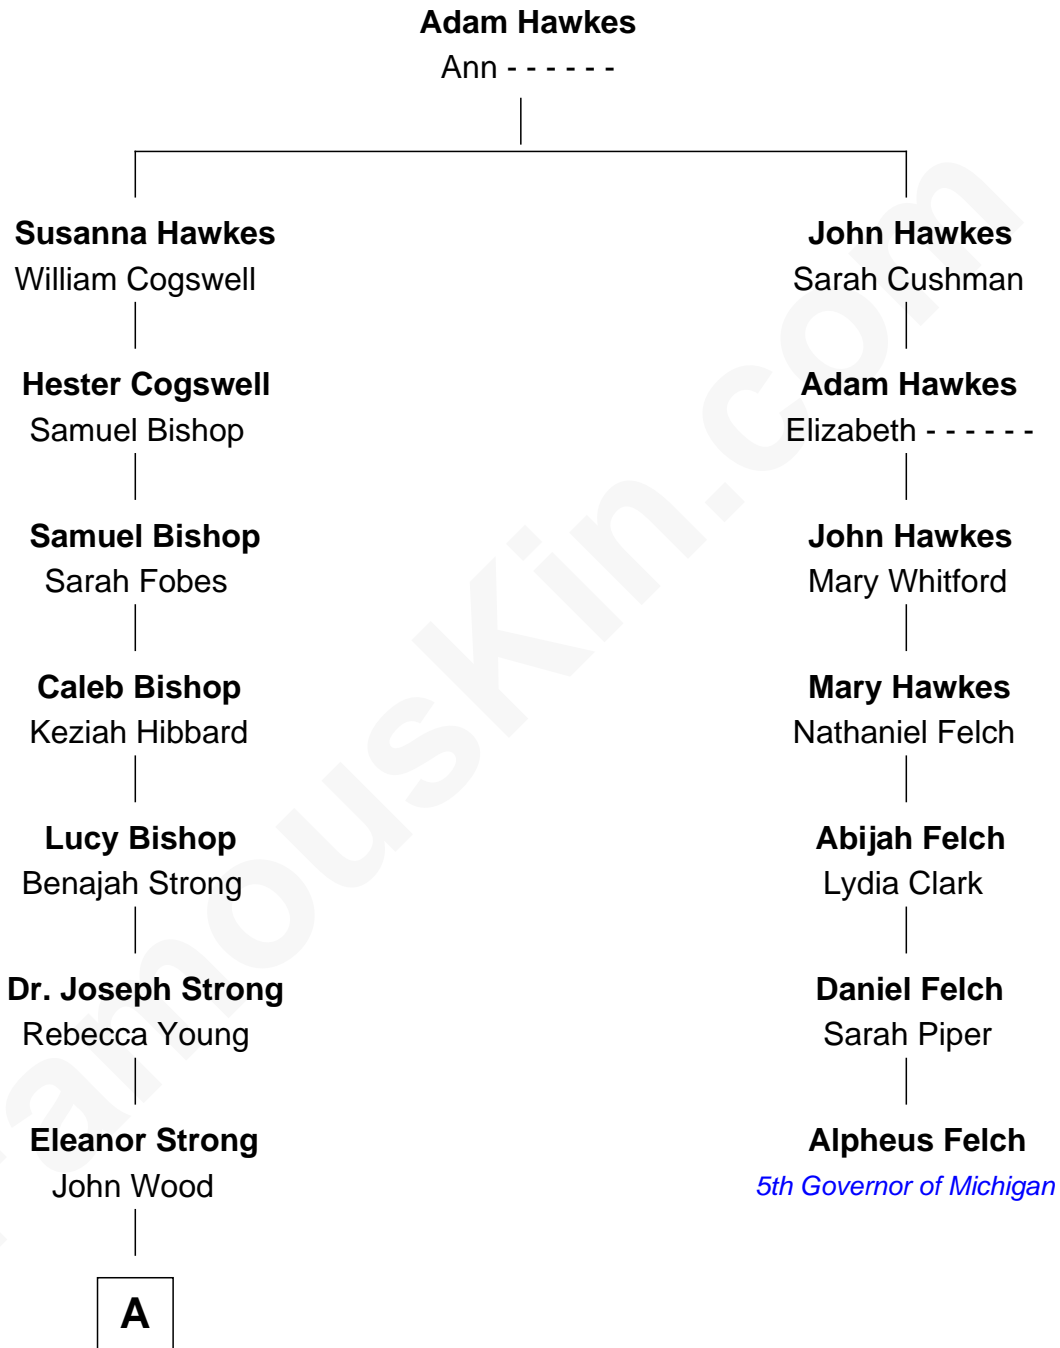 Adam Hawkes
Ann - - - - - -
Susanna Hawkes
William Cogswell
John Hawkes
Sarah Cushman
Hester Cogswell
Samuel Bishop
Adam Hawkes
Elizabeth - - - - - -
Samuel Bishop
Sarah Fobes
John Hawkes
Mary Whitford
Caleb Bishop
Keziah Hibbard
Mary Hawkes
Nathaniel Felch
Lucy Bishop
Benajah Strong
Abijah Felch
Lydia Clark
Dr. Joseph Strong
Rebecca Young
Daniel Felch
Sarah Piper
Eleanor Strong
John Wood
Alpheus Felch
5th Governor of Michigan
A
FamousKin.com